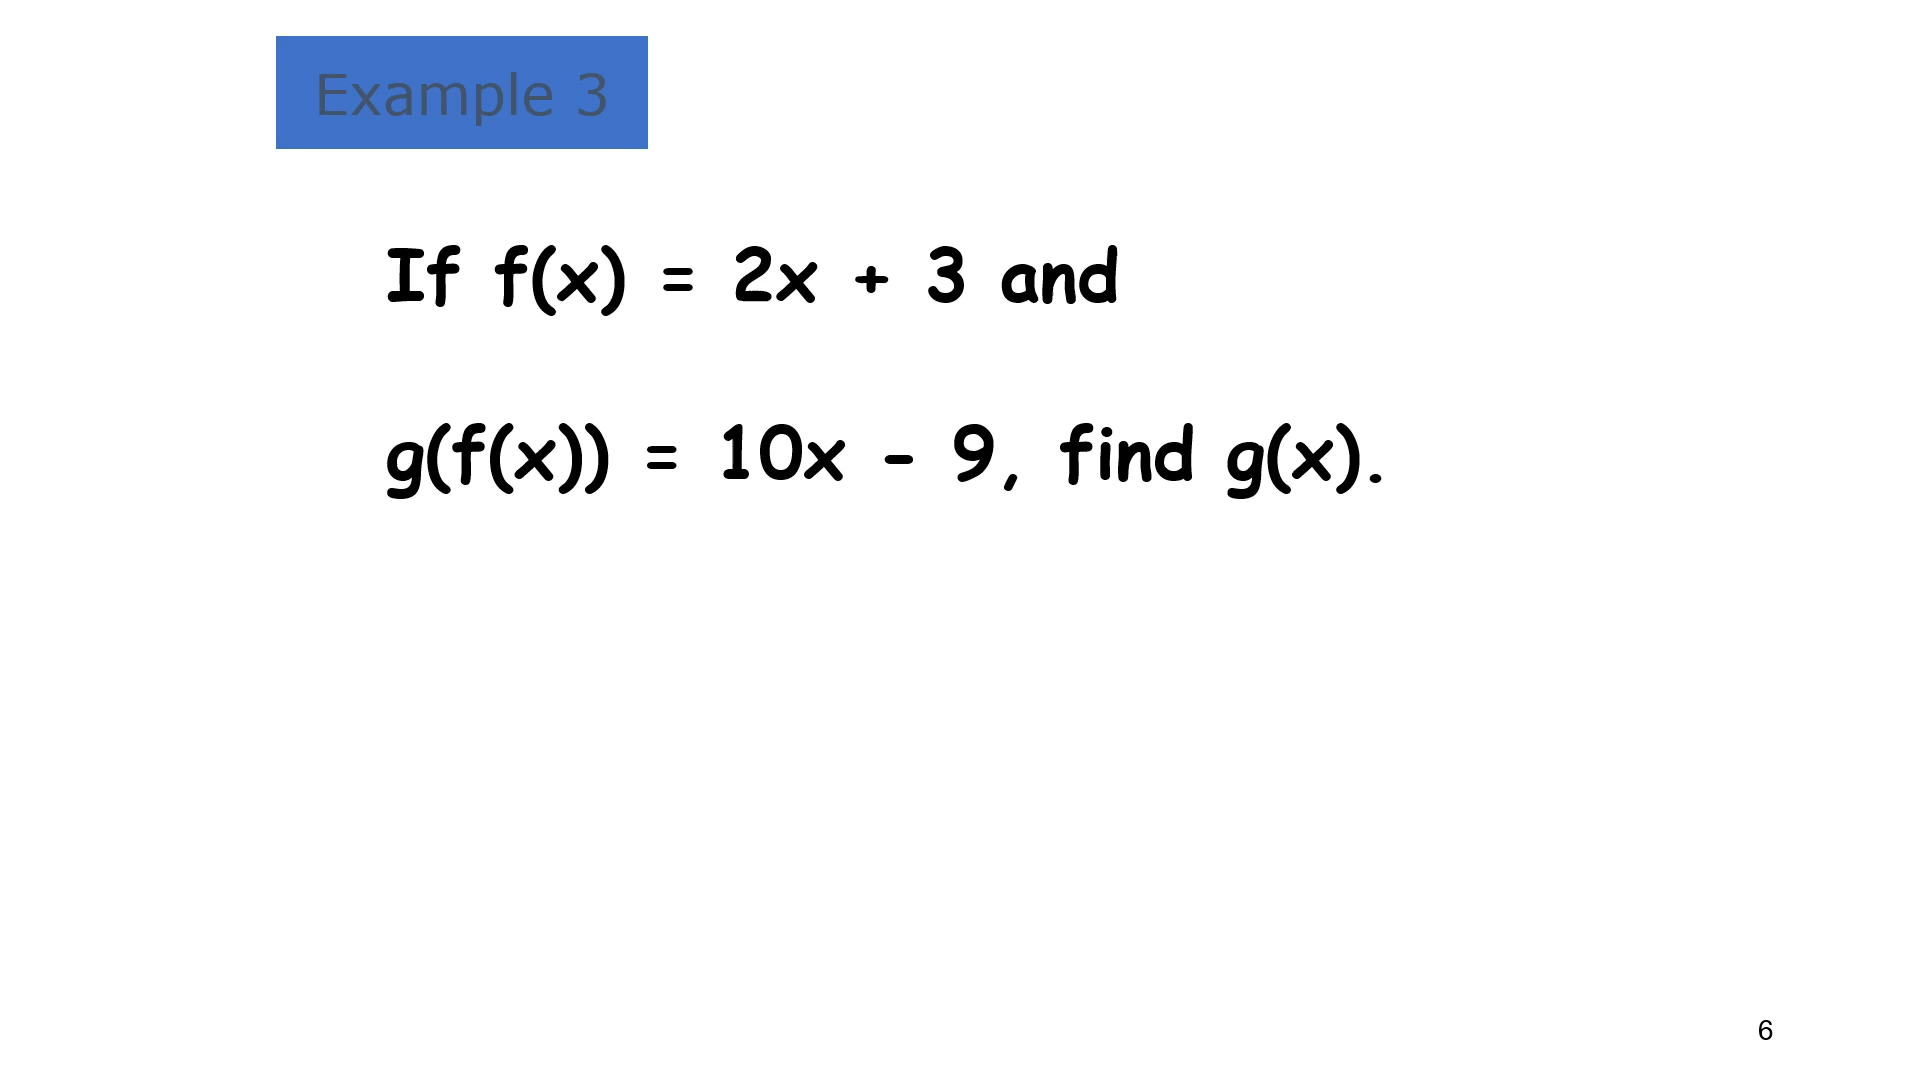 Example 3
If f(x) = 2x + 3 and
g(f(x)) = 10x - 9, find g(x).
6